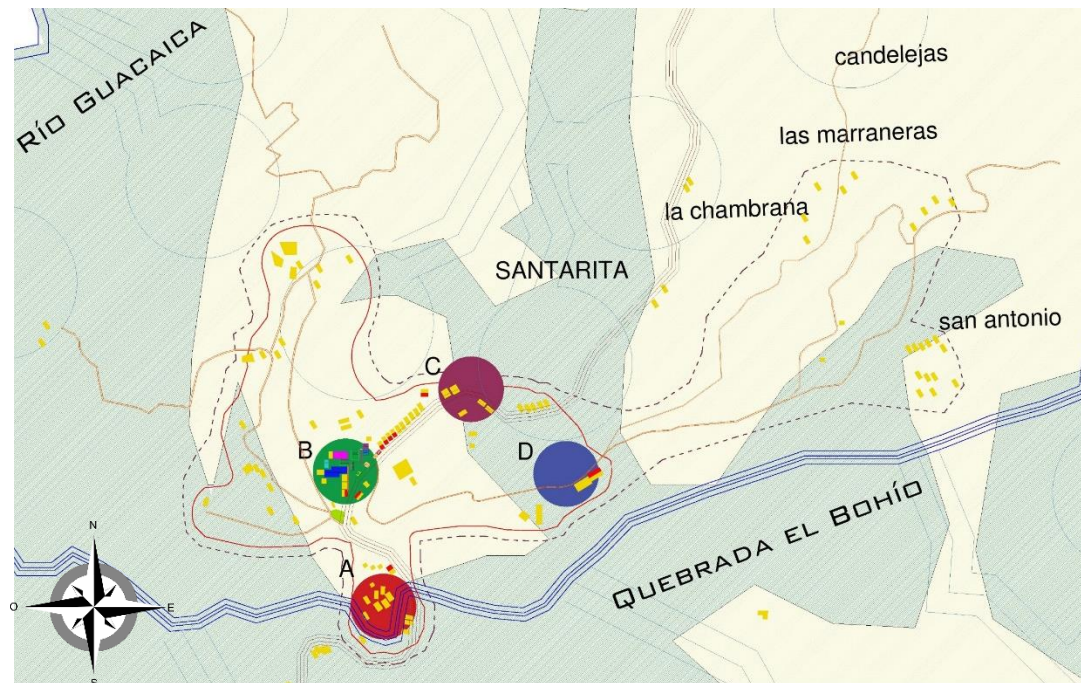 RÍO GUACAICA
candelejas
las marraneras
la chambrana
SANTARITA
san antonio
C
B
D
A
QUEBRADA EL BOHÍO
N
O
E
S